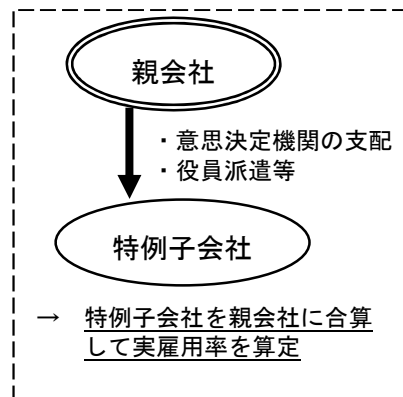 親会社
・意思決定機関の支配
・役員派遣等
特例子会社
→ 特例子会社を親会社に合算
して実雇用率を算定